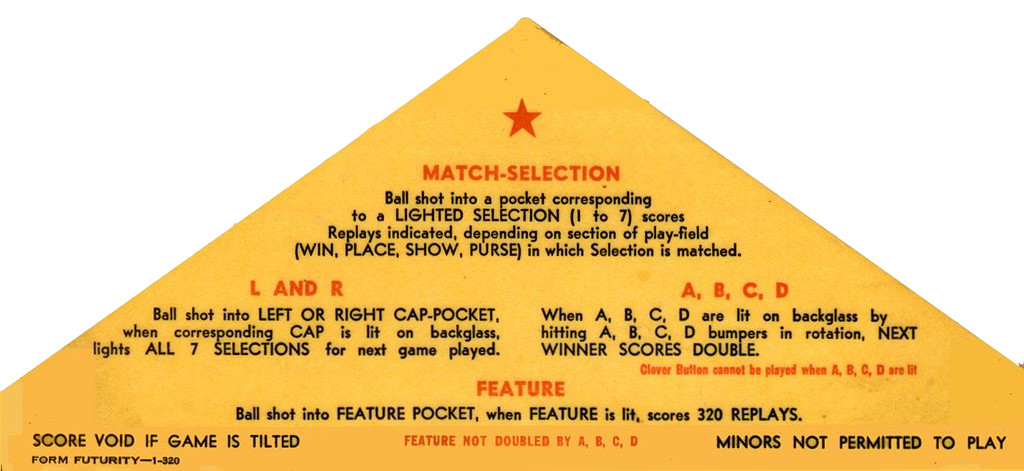 MATCH-SELECTION
Ball shot into a pocket corresponding
to a LIGHTED SELECTION (1 to 7) scores
Replays indicated, depending on section of play-field
(WIN, PLACE, SHOW, PURSE) in which Selection is matched.
L AND R
Ball shot into LEFT OR RIGHT CAP-POCKET,
when corresponding CAP is lit on backglass,
lights ALL 7 SELECTIONS for next game played.
A, B, C, D
When A, B, C, D are lit on backglass by
hitting A, B, C, D bumpers in rotation, NEXT
WINNER SCORES DOUBLE.
Clover Button cannot be played when A, B, C, D are lit
FEATURE
Ball shot into FEATURE POCKET, when FEATURE is lit, scores 320 REPLAYS.
SCORE VOID IF GAME IS TILTED
FEATURE NOT DOUBLED BY A, B, C, D
MINORS NOT PERMITTED TO PLAY
FORM FUTURITY—1-320